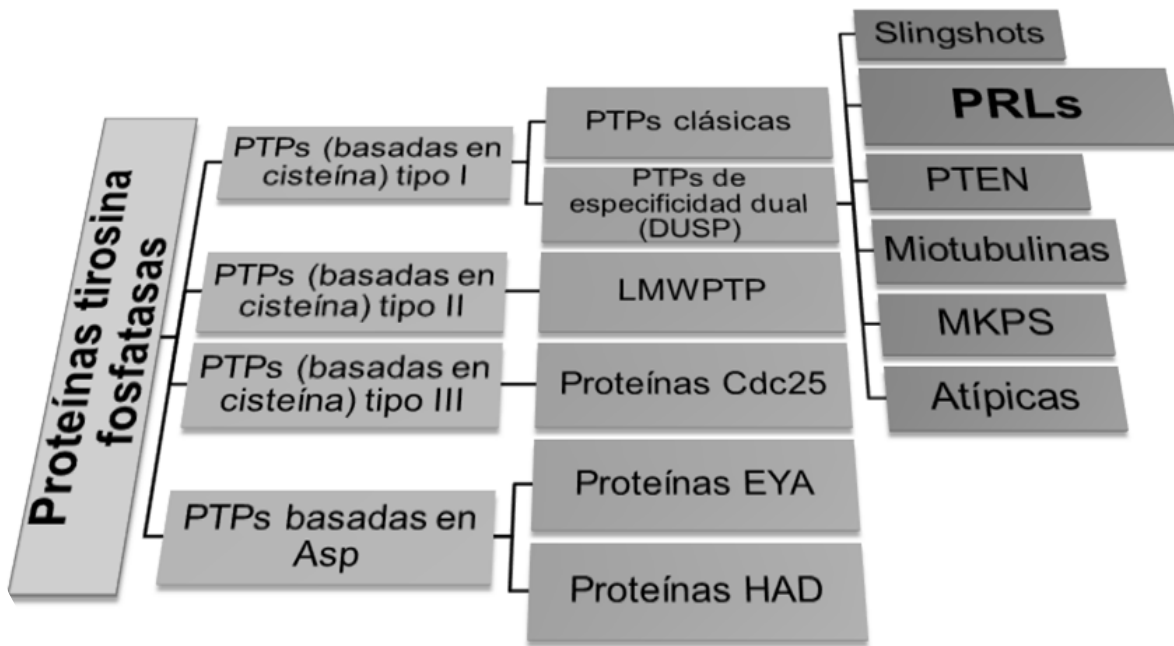 Proteínas tirosina
fosfatasas
PTPs (basadas en
cisteína) tipo I
PTPs (basadas en
cisteína) tipo II
PTPs (basadas en
cisteína) tipo III
PTPs basadas en
Asp
PTPs clásicas
PTPs de
especificidad dual
(DUSP)
LMWPTP
Proteínas Cdc25
Proteínas EYA
Proteínas HAD
Slingshots
PRLs
PTEN
Miotubulinas
MKPS
Atípicas